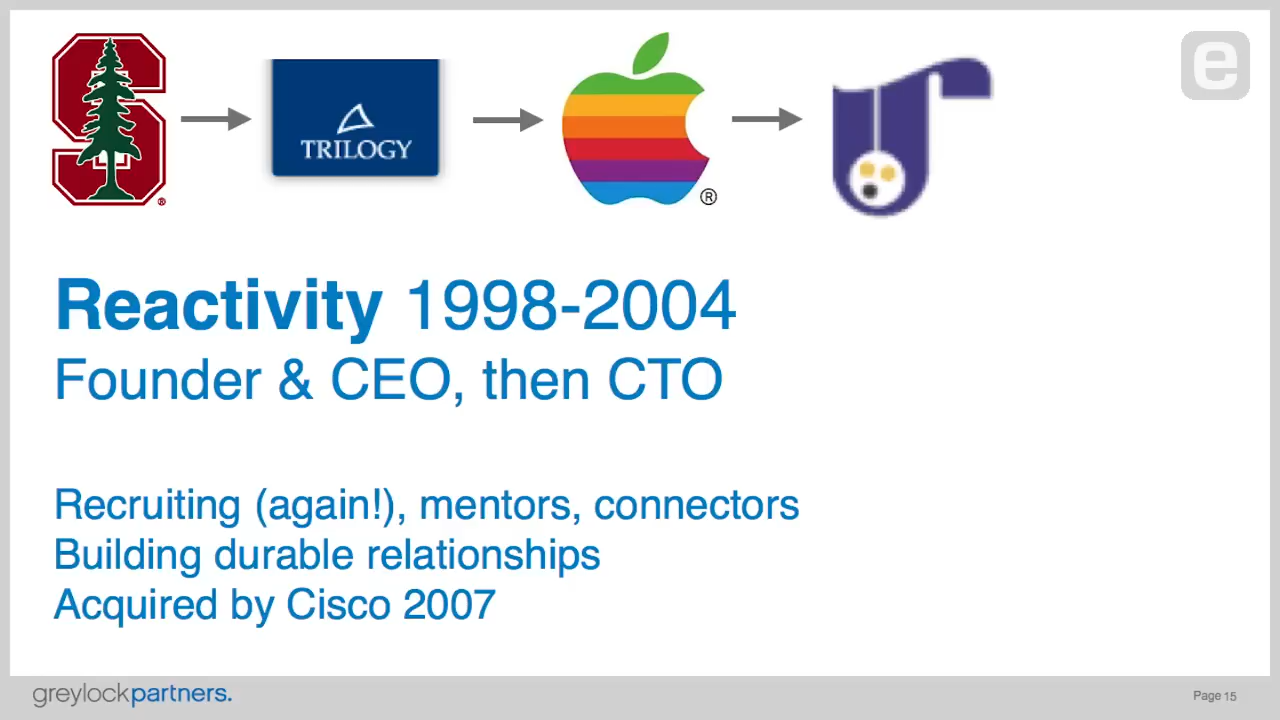 TRILOGY
®
®
e
Reactivity 1998-2004
Founder & CEO, then CTO
Recruiting (again!), mentors, connectors
Building durable relationships
Acquired by Cisco 2007
greylockpartners.
Page 15